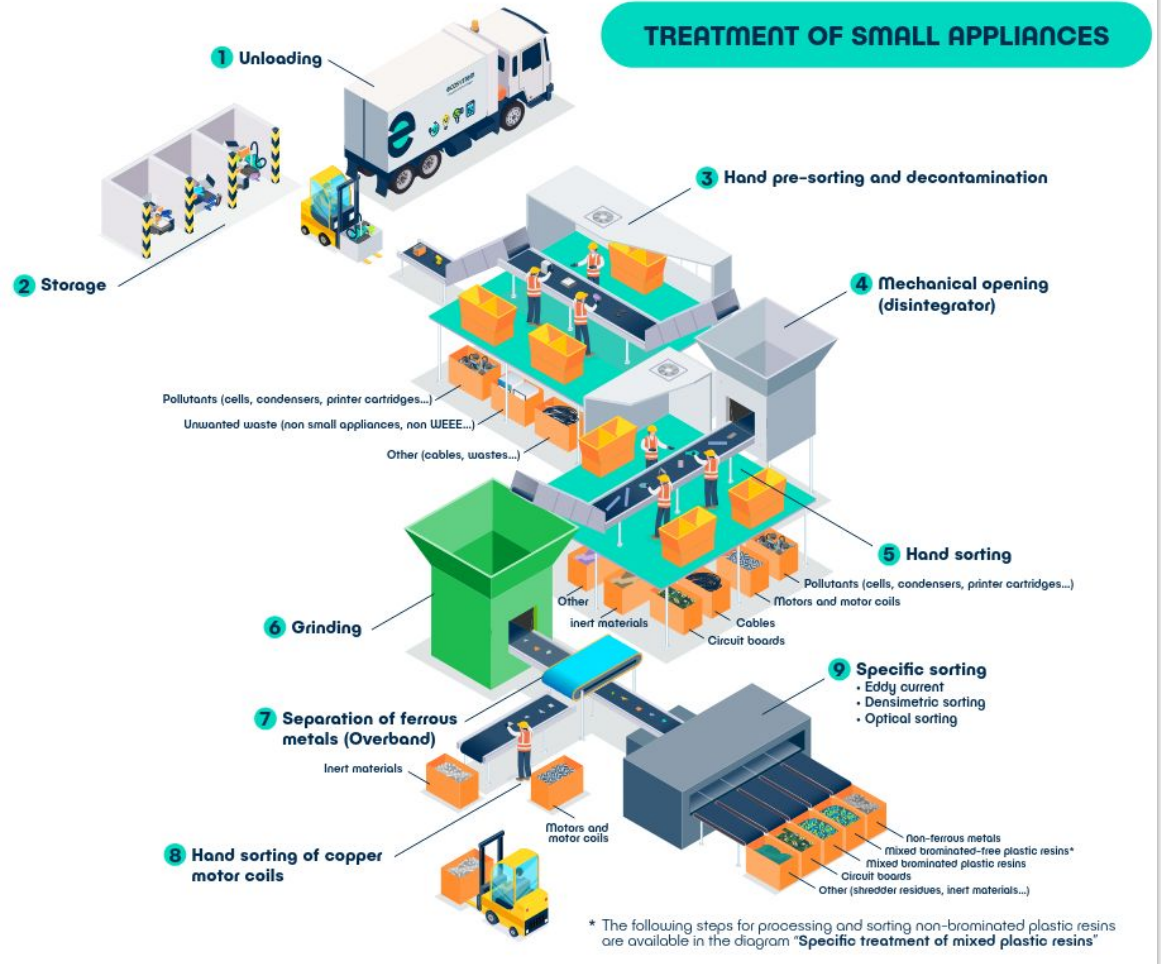 TREATMENT OF SMALL APPLIANCES
1 Unloading
ecosystem
e
2 Storage
3 Hand pre-sorting and decontamination
4 Mechanical opening
(disintegrator)
Pollutants (cells, condensers, printer cartridges...)
Unwanted waste (non small appliances, non WEEE...)
Other (cables, wastes...)
5 Hand sorting
Pollutants (cells, condensers, printer cartridges...)
Motors and motor coils
Cables
Circuit boards
inert materials
Other
6 Grinding
7 Separation of ferrous
metals (Overband)
Inert materials
Motors and
motor coils
8 Hand sorting of copper
motor coils
9 Specific sorting
• Eddy current
• Densimetric sorting
• Optical sorting
Non-ferrous metals
Mixed brominated-free plastic resins*
Mixed brominated plastic resins
Circuit boards
Other (shredder residues, inert materials...)
* The following steps for processing and sorting non-brominated plastic resins
are available in the diagram “Specific treatment of mixed plastic resins”